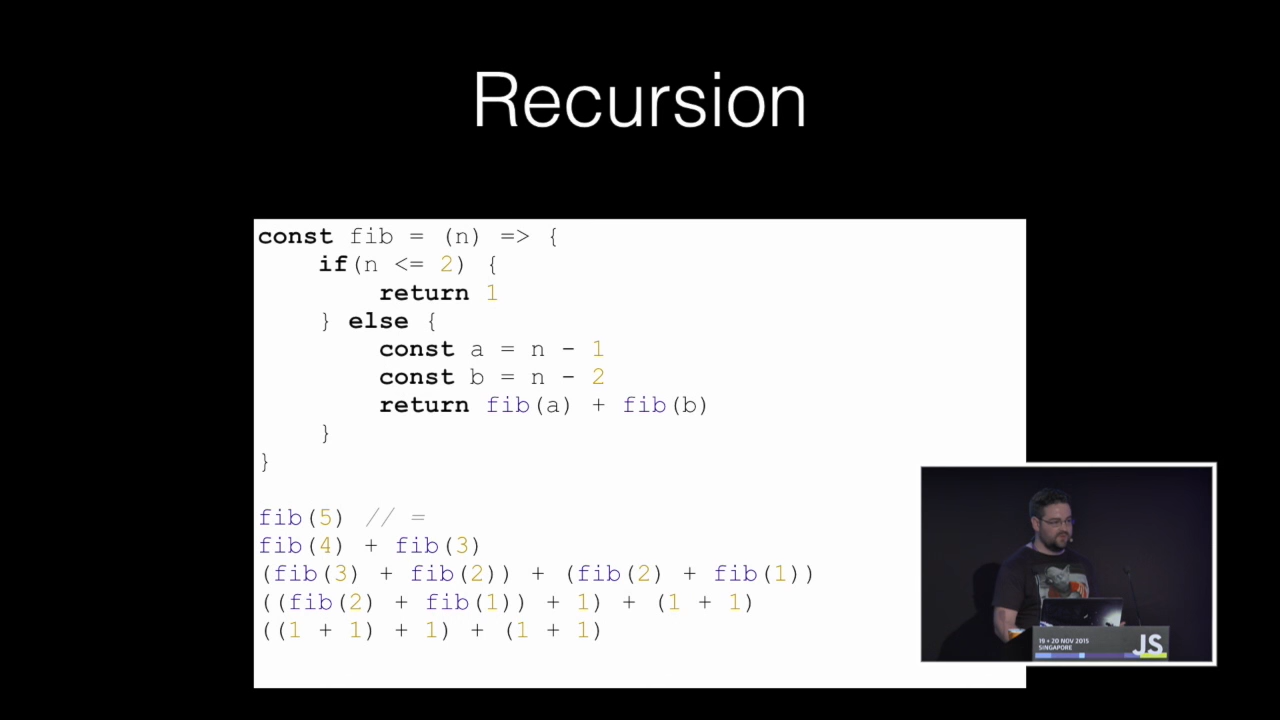 Recursion
const fib = (n) => {
    if(n <= 2) {
        return 1
    } else {
        const a = n - 1
        const b = n - 2
        return fib(a) + fib(b)
    }
}
fib(5) // =
fib(4) + fib(3)
(fib(3) + fib(2)) + (fib(2) + fib(1))
((fib(2) + fib(1)) + 1) + (1 + 1)
((1 + 1) + 1) + (1 + 1)
19 + 20 NOV 2015
SINGAPORE
JS